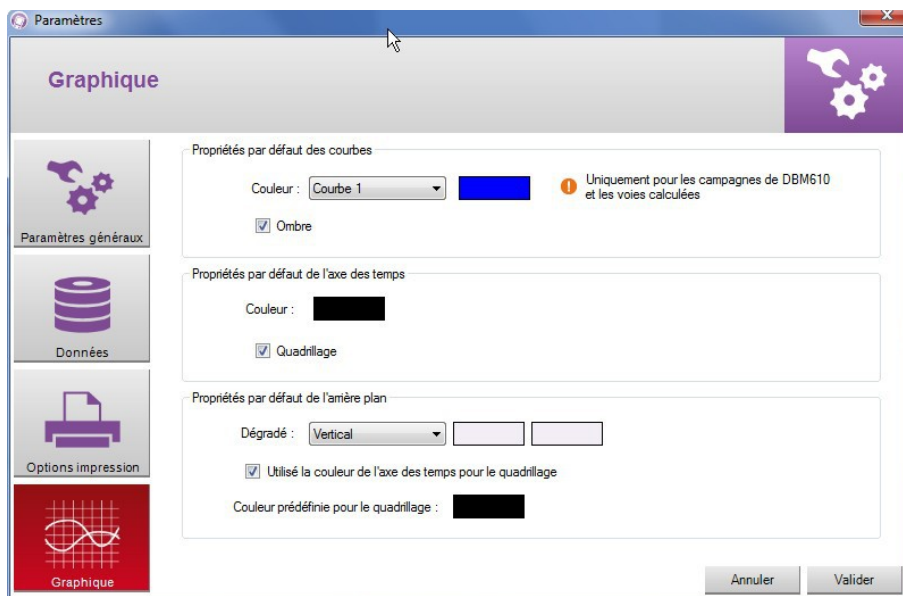 Paramètres
X
Graphique
Paramètres généraux
Données
Options impression
Graphique
Propriétés par défaut des courbes
Couleur : Courbe 1
! Uniquement pour les campagnes de DBM610
et les voies calculées
Ombre
Propriétés par défaut de l'axe des temps
Couleur :
Quadrillage
Propriétés par défaut de l'arrière plan
Dégradé : Vertical
Utilisé la couleur de l'axe des temps pour le quadrillage
Couleur prédéfinie pour le quadrillage :
Annuler Valider